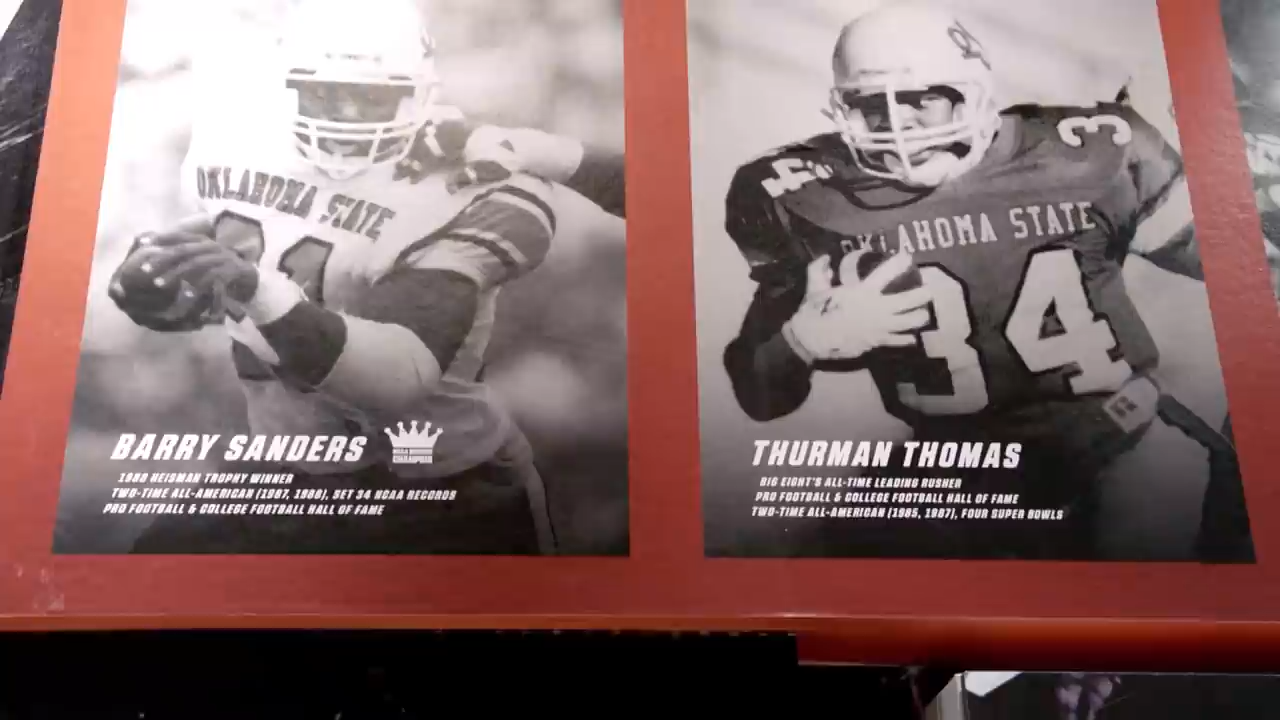 OKLAHOMA STATE
BARRY SANDERS
1988 HEISMAN TROPHY WINNER
TWO-TIME ALL-AMERICAN (1987, 1988), SET 34 NCAA RECORDS
PRO FOOTBALL & COLLEGE FOOTBALL HALL OF FAME
3
OKLAHOMA STATE
34
THURMAN THOMAS
BIG EIGHT'S ALL-TIME LEADING RUSHER
PRO FOOTBALL & COLLEGE FOOTBALL HALL OF FAME
TWO-TIME ALL-AMERICAN (1985, 1987), FOUR SUPER BOWLS